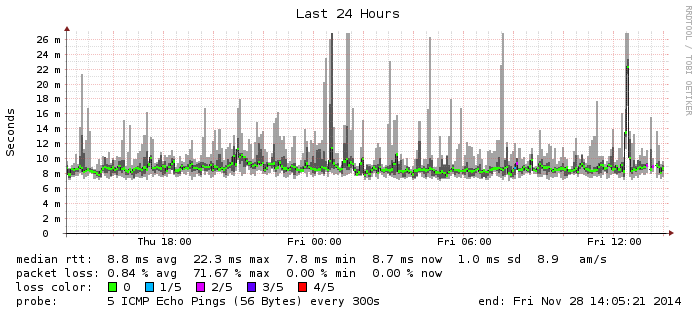 Last 24 Hours
RRDTOOL / TOBI OETIKER
Seconds
26 m
24 m
22 m
20 m
18 m
16 m
14 m
12 m
10 m
8 m
6 m
4 m
2 m
0
Thu 18:00 Fri 00:00 Fri 06:00 Fri 12:00
median rtt: 8.8 ms avg 22.3 ms max 7.8 ms min 8.7 ms now 1.0 ms sd 8.9 am/s
packet loss: 0.84 % avg 71.67 % max 0.00 % min 0.00 % now
loss color: 0 1/5 2/5 3/5 4/5
probe: 5 ICMP Echo Pings (56 Bytes) every 300s end: Fri Nov 28 14:05:21 2014